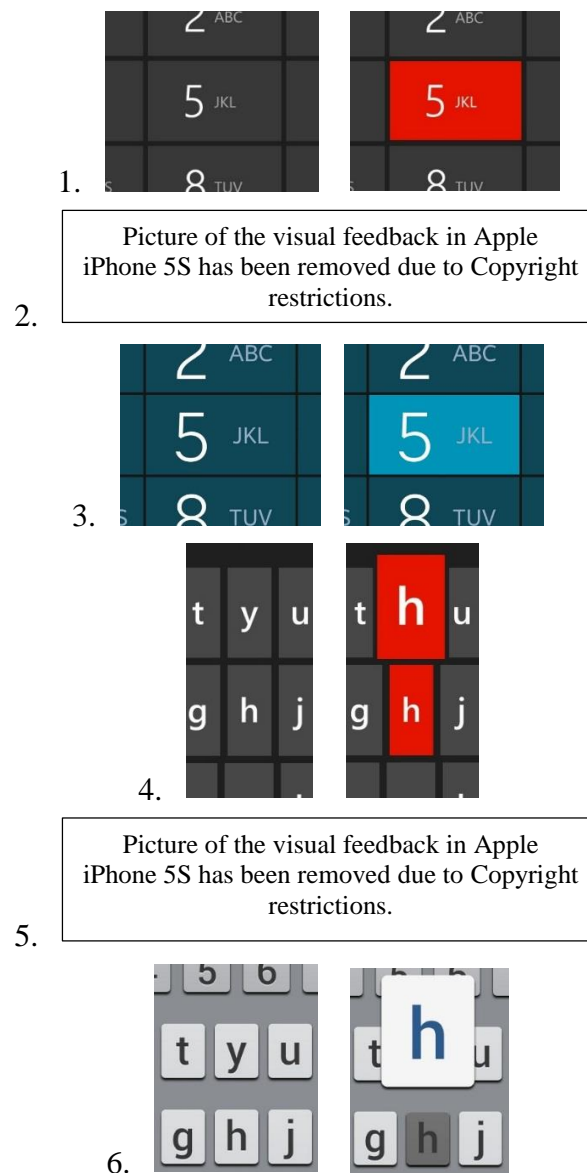 2 ABC 2 ABC
5 JKL 5 JKL
1. S 8 TUV S 8 TUV
Picture of the visual feedback in Apple
iPhone 5S has been removed due to Copyright
restrictions.
2.
2 ABC 2 ABC
5 JKL 5 JKL
3. S 8 TUV S 8 TUV
t y u t h u
g h j g h j
4.
Picture of the visual feedback in Apple
iPhone 5S has been removed due to Copyright
restrictions.
5.
5 6
t y u t h u
g h j g h j
6.